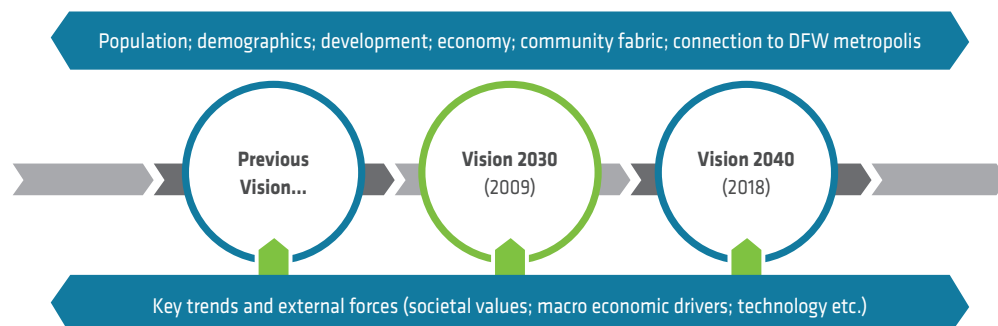 Population; demographics; development; economy; community fabric; connection to DFW metropolis
Previous
Vision...
Vision 2030
(2009)
Vision 2040
(2018)
Key trends and external forces (societal values; macro economic drivers; technology etc.)